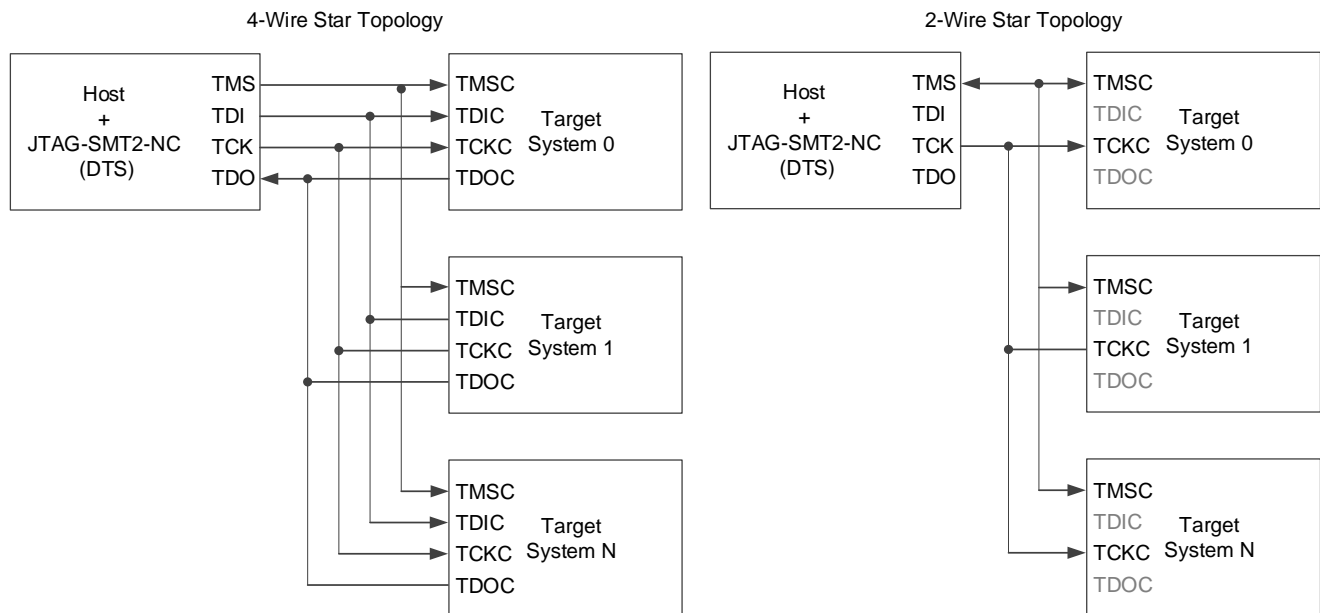 4-Wire Star Topology
Host
+
JTAG-SMT2-NC
(DTS)
TMS
TDI
TCK
TDO
TMSC
TDIC
TCKC
TDOC
Target
System 0
TMSC
TDIC
TCKC
TDOC
Target
System 1
TMSC
TDIC
TCKC
TDOC
Target
System N
2-Wire Star Topology
Host
+
JTAG-SMT2-NC
(DTS)
TMS
TDI
TCK
TDO
TMSC
TDIC
TCKC
TDOC
Target
System 0
TMSC
TDIC
TCKC
TDOC
Target
System 1
TMSC
TDIC
TCKC
TDOC
Target
System N